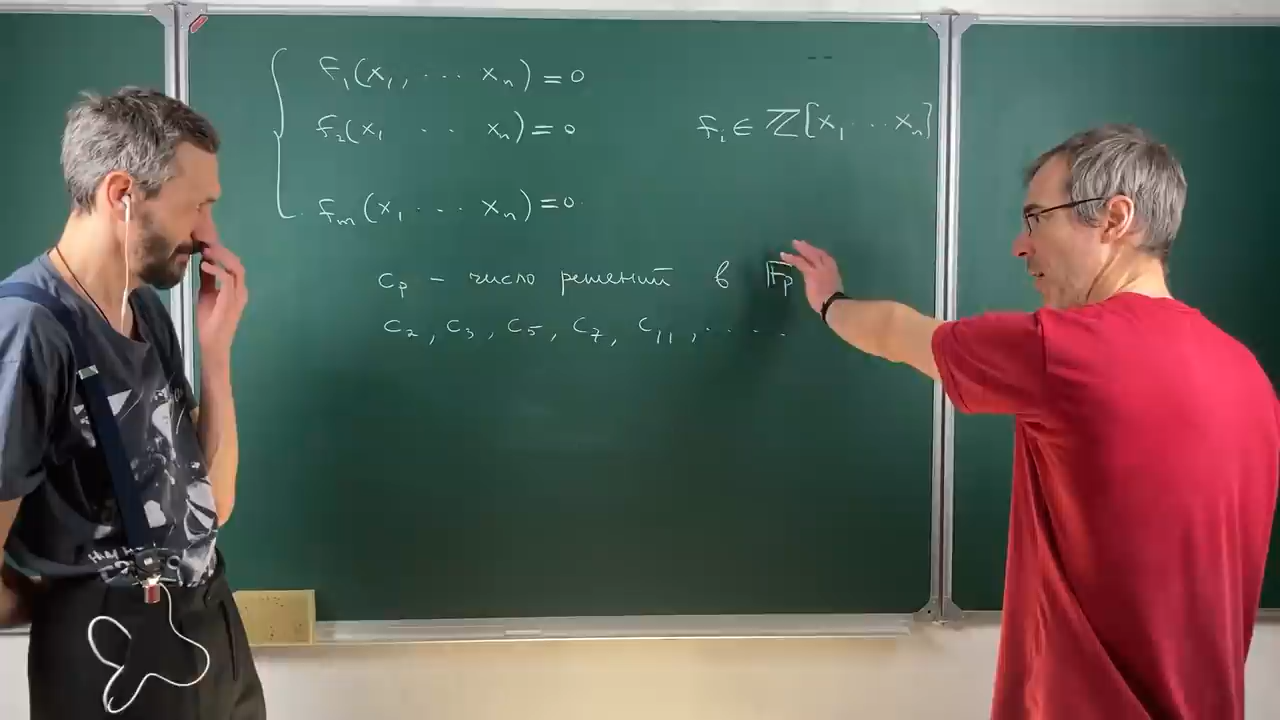 f₁(x₁, ... xₙ) = 0
f₂(x₁ .. xₙ) = 0
fₘ(x₁ ... xₙ) = 0
fᵢ ∈ ℤ[x₁ ... xₙ]
cₚ – число решений в 𝔽ₚ
c₂, c₃, c₅, c₇, c₁₁, .....